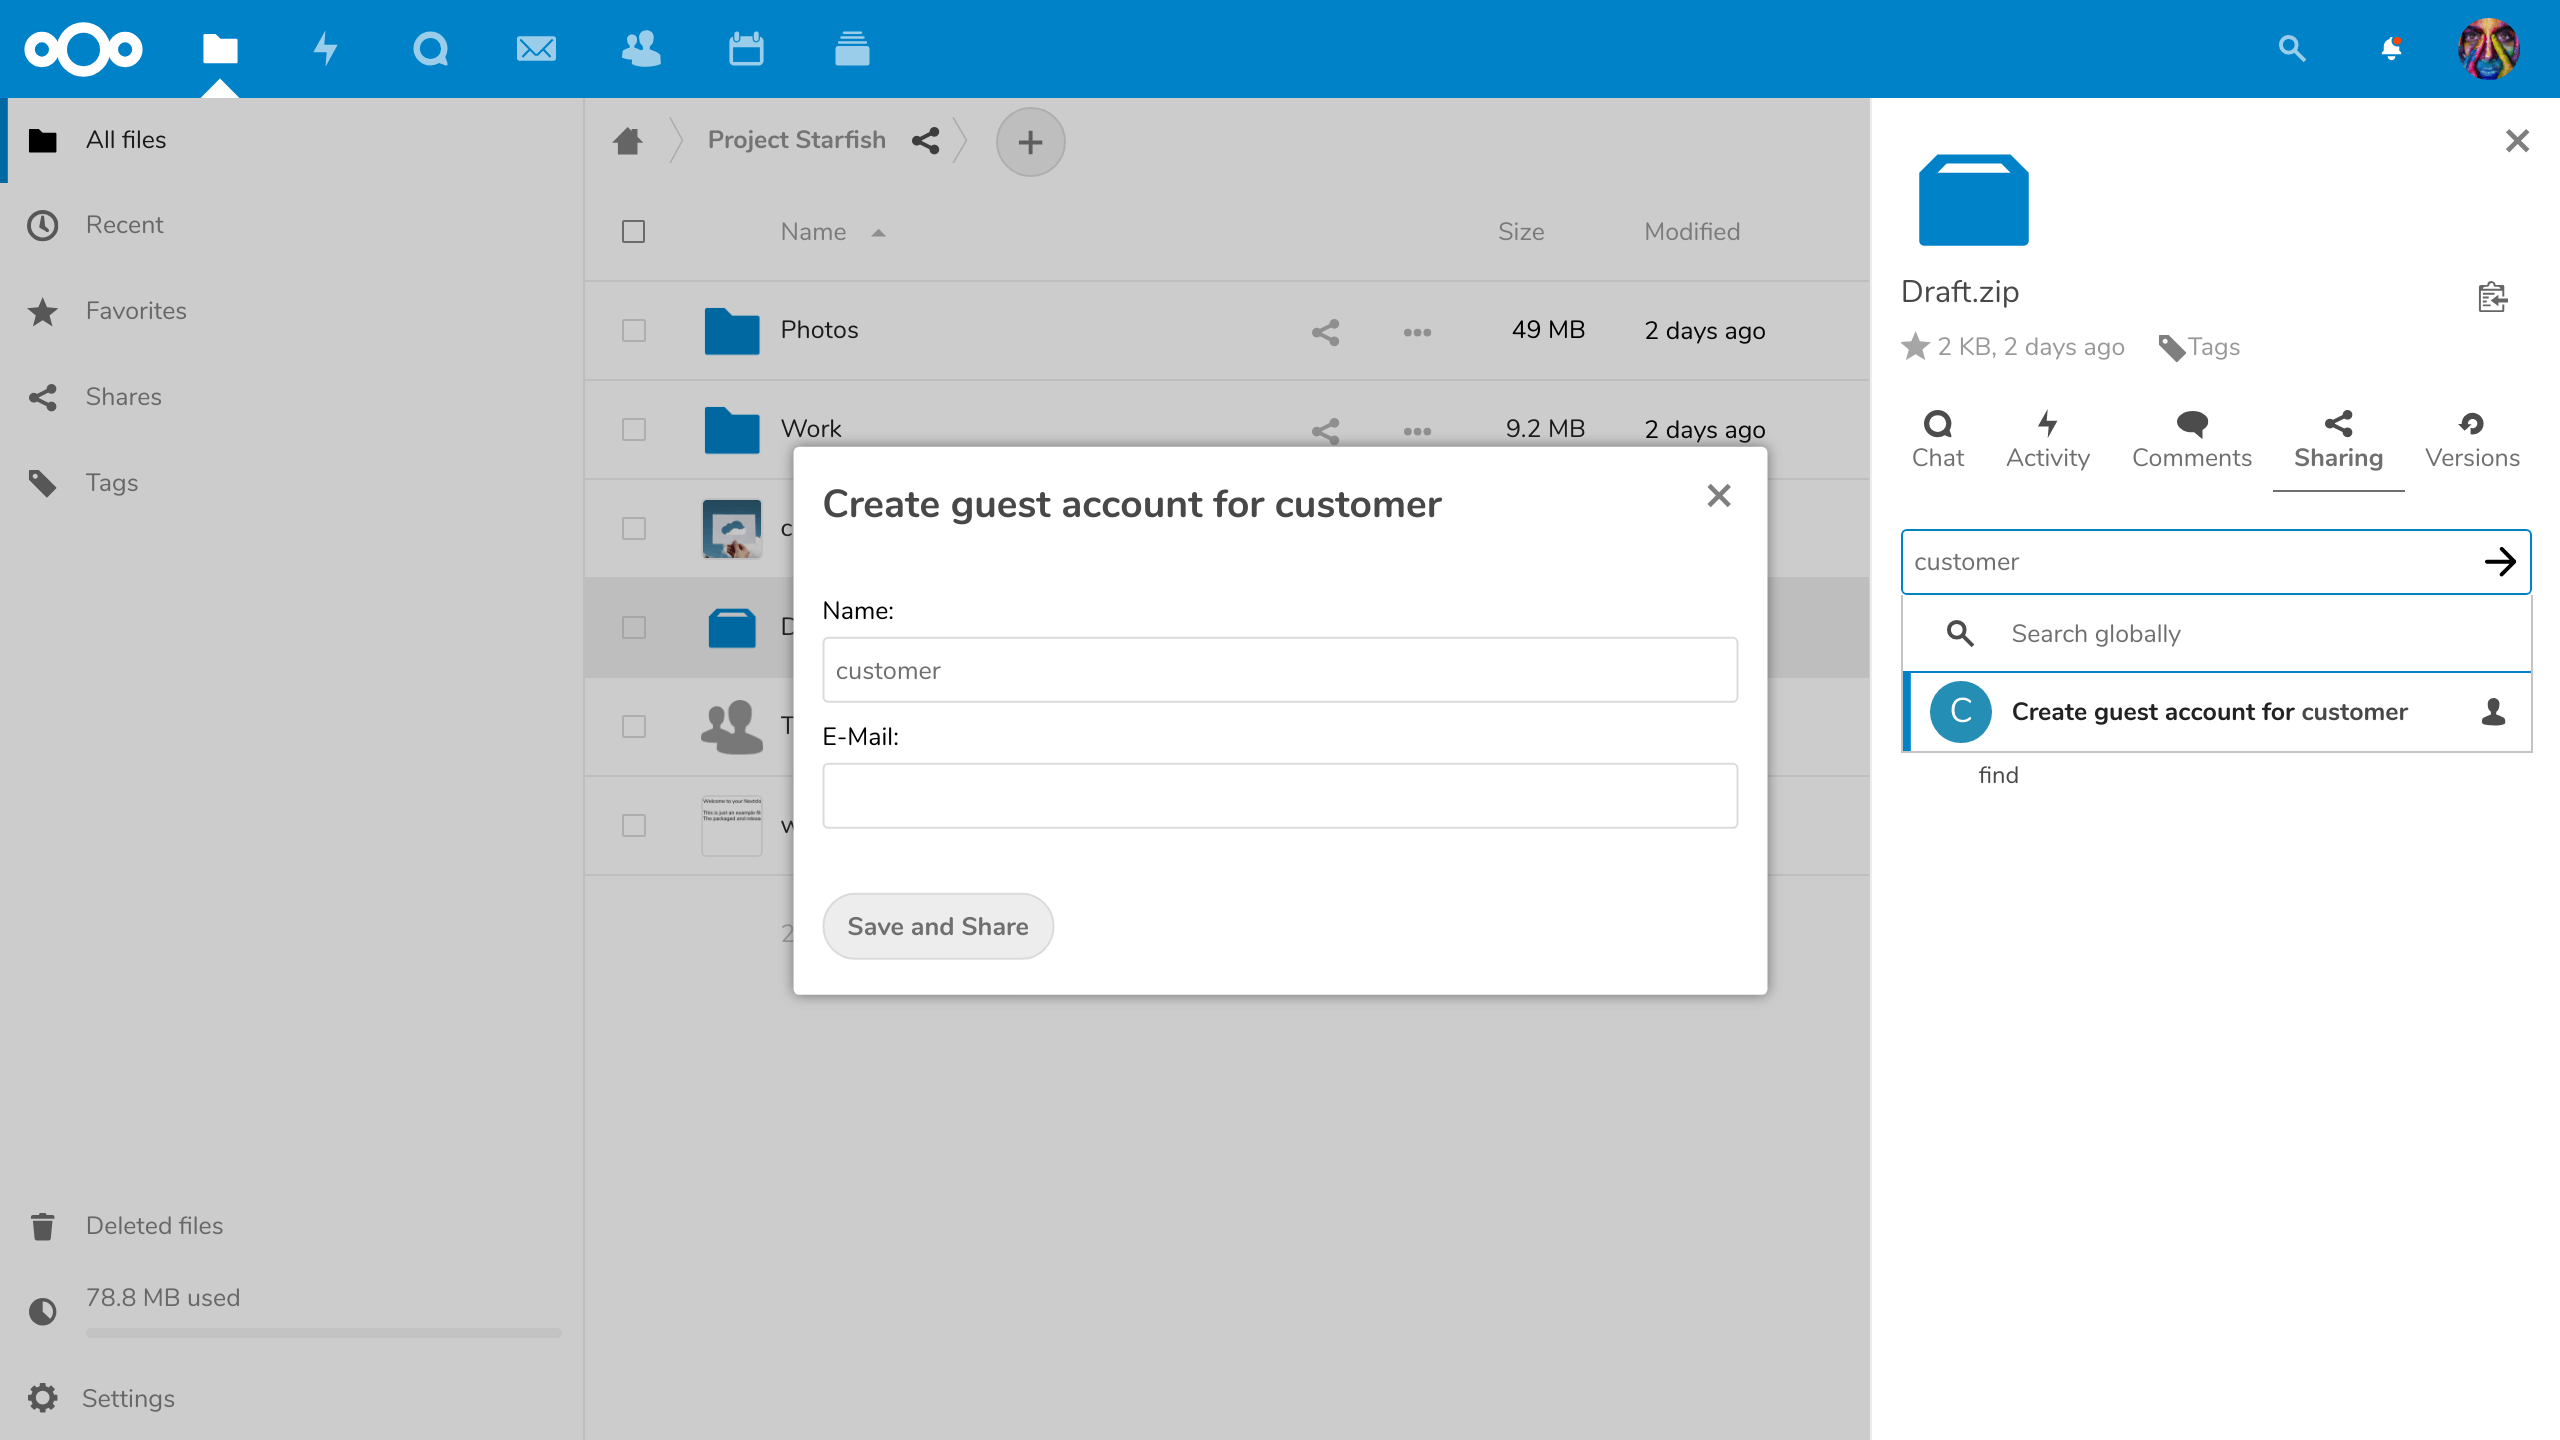 All files
Recent
Favorites
Shares
Tags
Deleted files
78.8 MB used
Settings
Project Starfish
Name Size Modified
Photos 49 MB 2 days ago
Work 9.2 MB 2 days ago
Create guest account for customer
Name:
customer
E-Mail:
Save and Share
Draft.zip
2 KB, 2 days ago Tags
Chat Activity Comments Sharing Versions
customer
Search globally
C Create guest account for customer
find